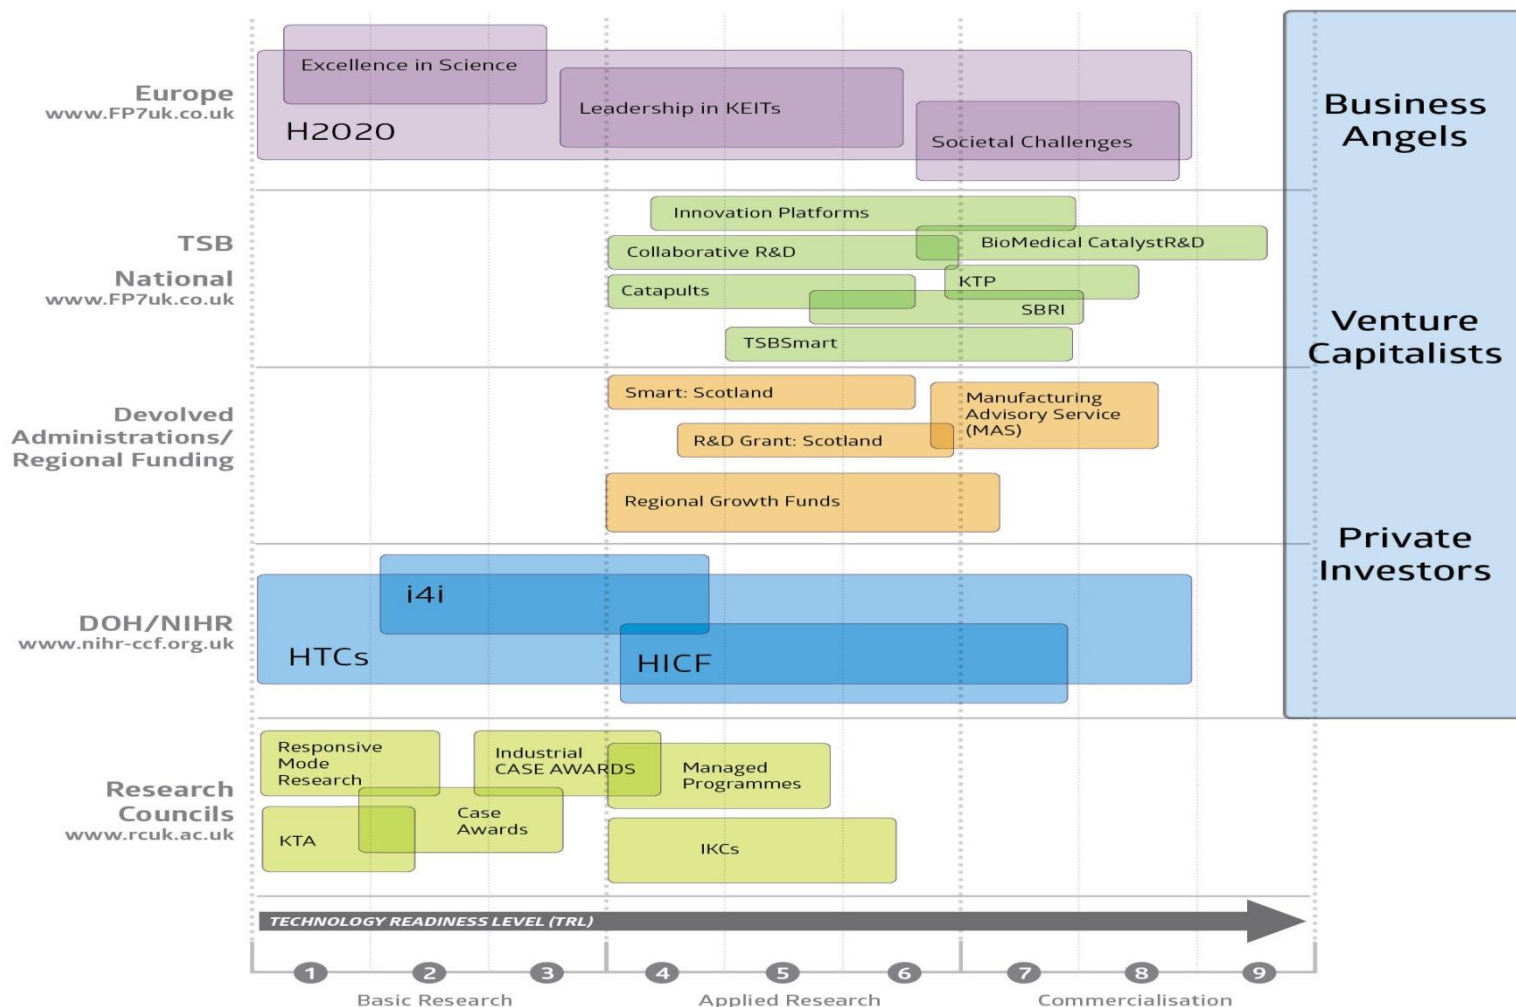 Europe
www.FP7uk.co.uk
Excellence in Science
Leadership in KEITs
H2020
Societal Challenges
Business
Angels
TSB
National
www.FP7uk.co.uk
Innovation Platforms
BioMedical CatalystR&D
Collaborative R&D
KTP
Catapults
SBRI
TSBSmart
Venture
Capitalists
Devolved
Administrations/
Regional Funding
Smart: Scotland
Manufacturing
Advisory Service
(MAS)
R&D Grant: Scotland
Regional Growth Funds
Private
Investors
DOH/NIHR
www.nihr-ccf.org.uk
i4i
HTCs
HICF
Research
Councils
www.rcuk.ac.uk
Responsive
Mode
Research
Industrial
CASE AWARDS
Managed
Programmes
KTA
Case
Awards
IKCs
TECHNOLOGY READINESS LEVEL (TRL)
1 2 3 4 5 6 7 8 9
Basic Research Applied Research Commercialisation